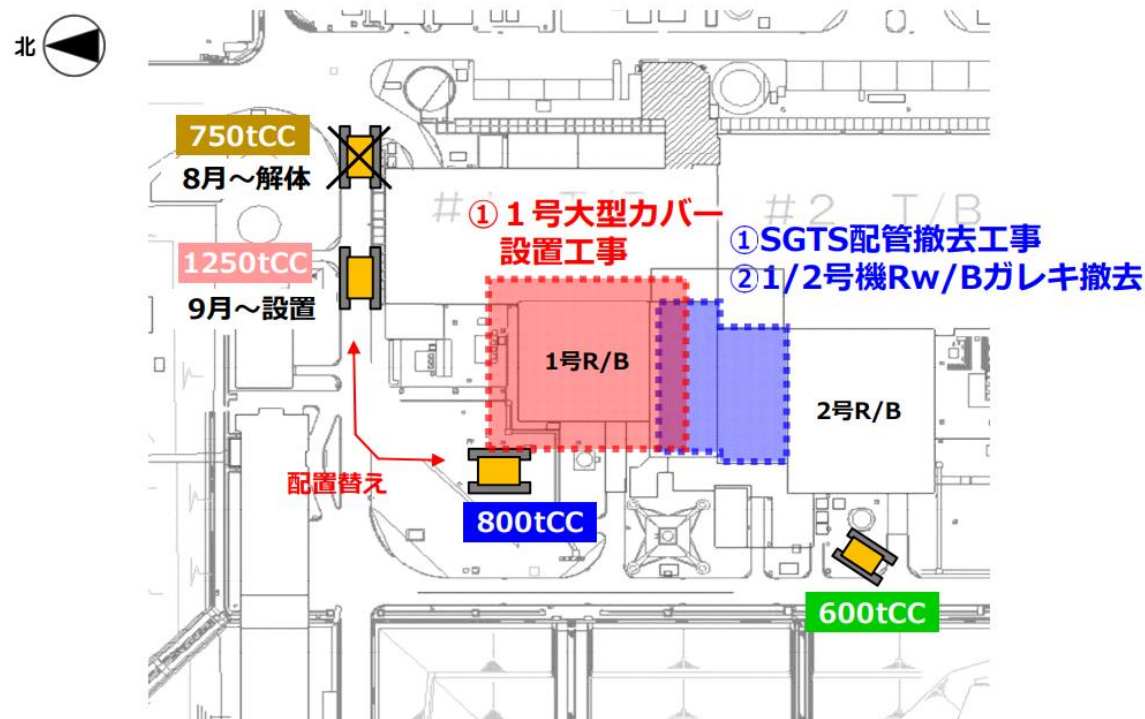 北
750tCC
8月～解体
1250tCC
9月～設置
配置替え
#1 T/B
①１号大型カバー
設置工事
#2 T/B
①SGTS配管撤去工事
②1/2号機Rw/Bガレキ撤去
1号R/B
2号R/B
800tCC
600tCC